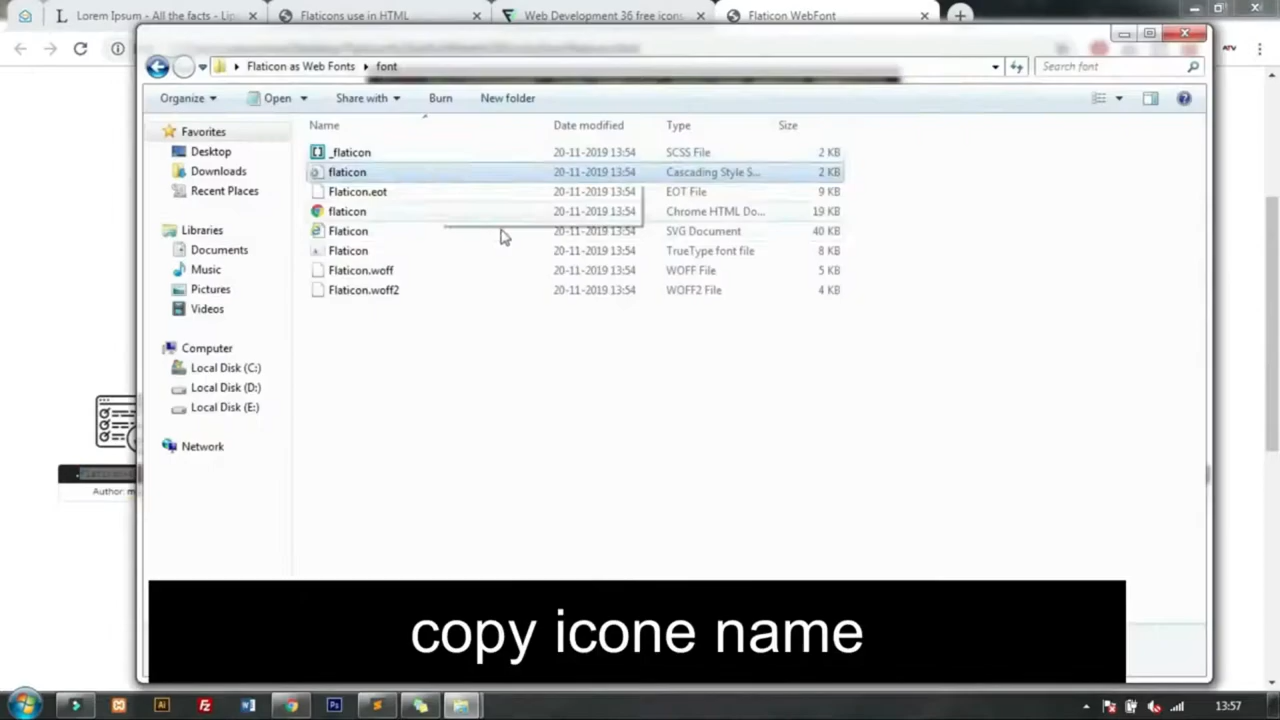 Lorem Ipsum - All the facts - Lip
Flaticons use in HTML
Web Development 36 free icons
Flaticon WebFont
Flaticon as Web Fonts
font
Search font
Organize
Open
Share with
Burn
New folder
Name
Date modified
Type
Size
Favorites
Desktop
Downloads
Recent Places
Libraries
Documents
Music
Pictures
Videos
Computer
Local Disk (C:)
Local Disk (D:)
Local Disk (E:)
Network
_flaticon 20-11-2019 13:54 SCSS File 2 KB
flaticon 20-11-2019 13:54 Cascading Style S... 2 KB
Flaticon.eot 20-11-2019 13:54 EOT File 9 KB
flaticon 20-11-2019 13:54 Chrome HTML Do... 19 KB
Flaticon 20-11-2019 13:54 SVG Document 40 KB
Flaticon 20-11-2019 13:54 TrueType font file 8 KB
Flaticon.woff 20-11-2019 13:54 WOFF File 5 KB
Flaticon.woff2 20-11-2019 13:54 WOFF2 File 4 KB
Author: m
copy icone name
Ai
Fz
Ps
13:57